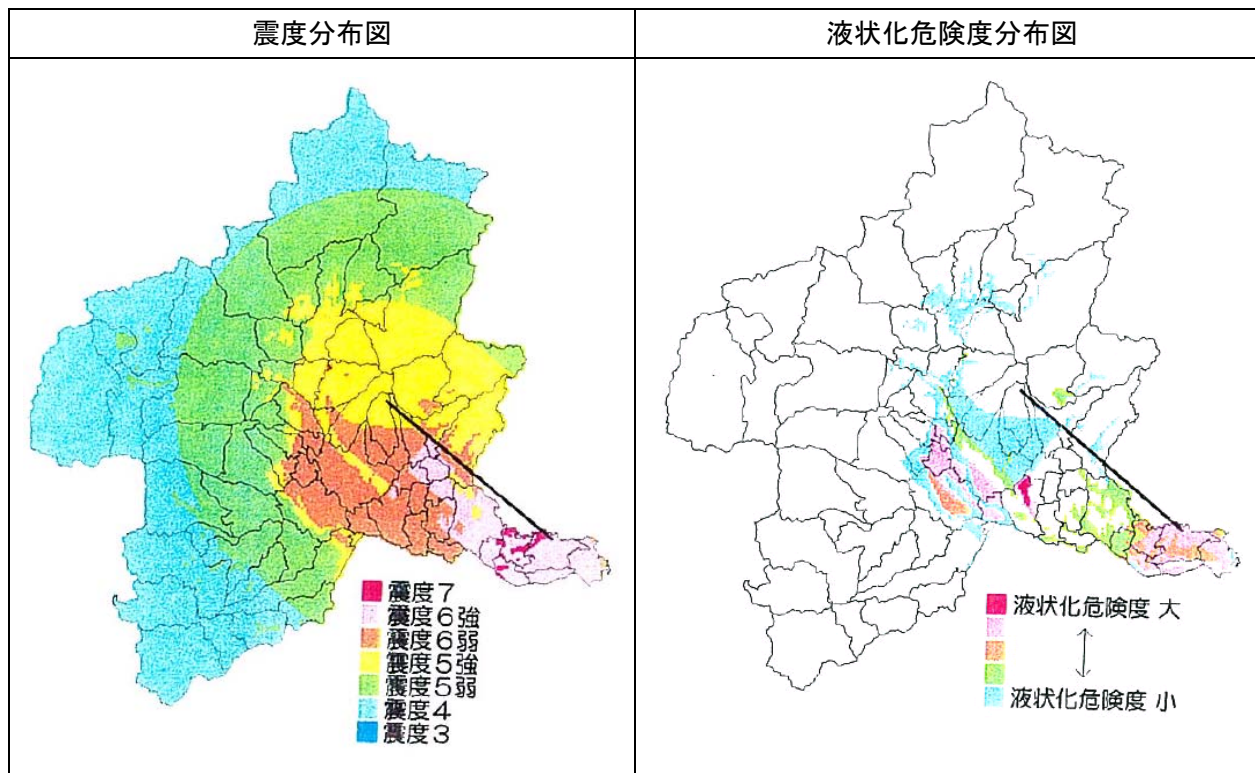 震度分布図
液状化危険度分布図
震度7
震度6強
震度6弱
震度5強
震度5弱
震度4
震度3
液状化危険度 大
液状化危険度 小